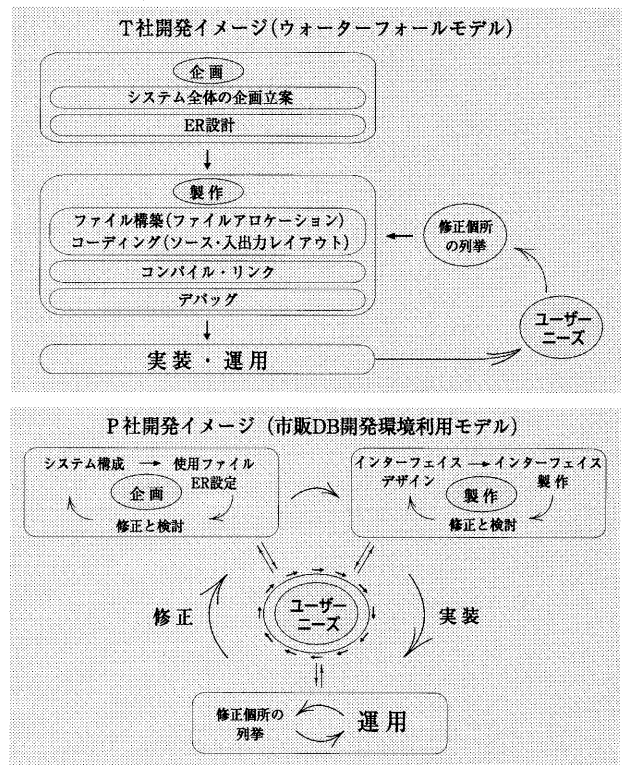 T社開発イメージ(ウォーターフォールモデル)
企画
システム全体の企画立案
ER設計
製作
ファイル構築(ファイルアロケーション)
コーディング(ソース・入出力レイアウト)
コンパイル・リンク
デバッグ
実装・運用
修正個所
の列挙
ユーザー
ニーズ
P社開発イメージ(市販DB開発環境利用モデル)
システム構成
使用ファイル
ER設定
企画
修正と検討
インターフェイス
デザイン
インターフェイス
製作
製作
修正と検討
修正
ユーザー
ニーズ
実装
修正個所の
列挙
運用